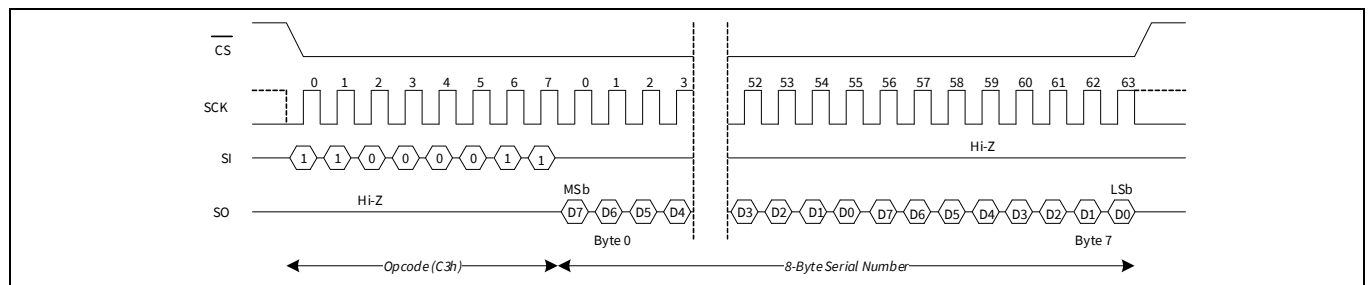 CS
0 1 2 3 4 5 6 7 0 1 2 3 52 53 54 55 56 57 58 59 60 61 62 63
SCK
Hi-Z
SI 1 1 0 0 0 0 1 1
MSb LSb
Hi-Z
SO D7 D6 D5 D4 D3 D2 D1 D0 D7 D6 D5 D4 D3 D2 D1 D0
Byte 0 Byte 7
Opcode (C3h) 8-Byte Serial Number